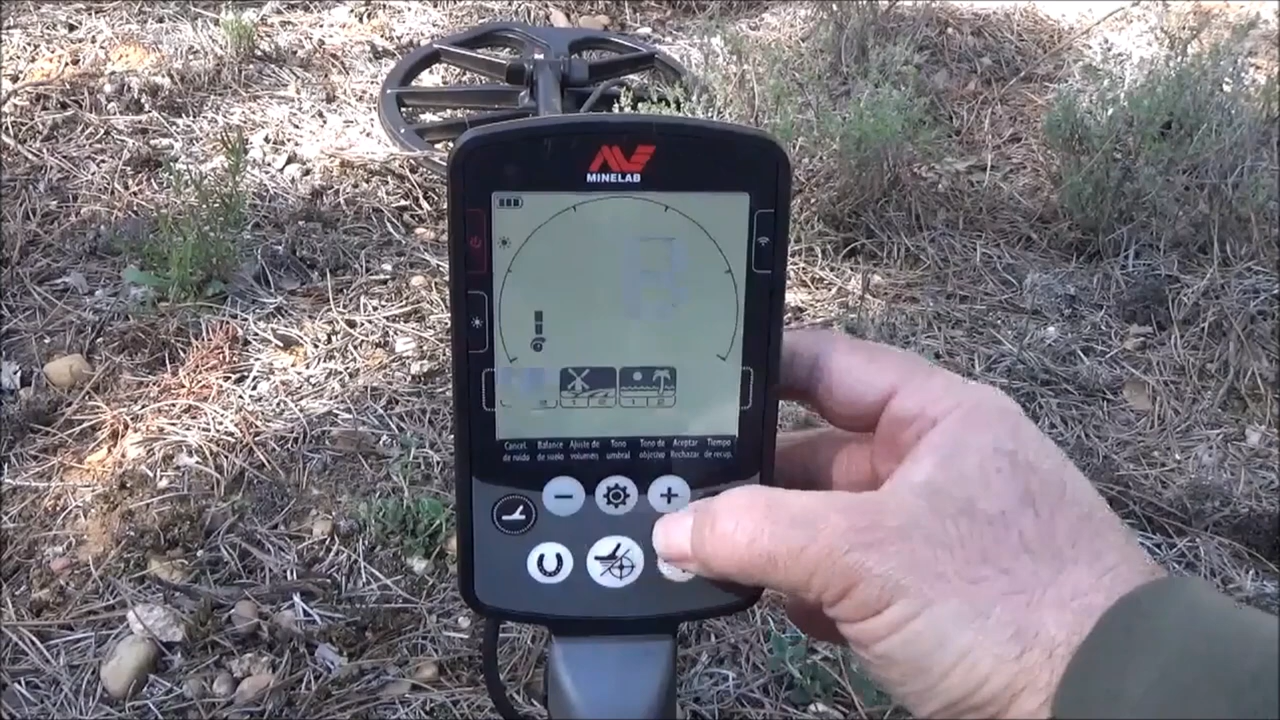 MINELAB
Cancel. Balance Ajuste de Tono Tono de Aceptar Tiempo
de ruido de suelo volumen umbral objetivo Rechazar de recup.